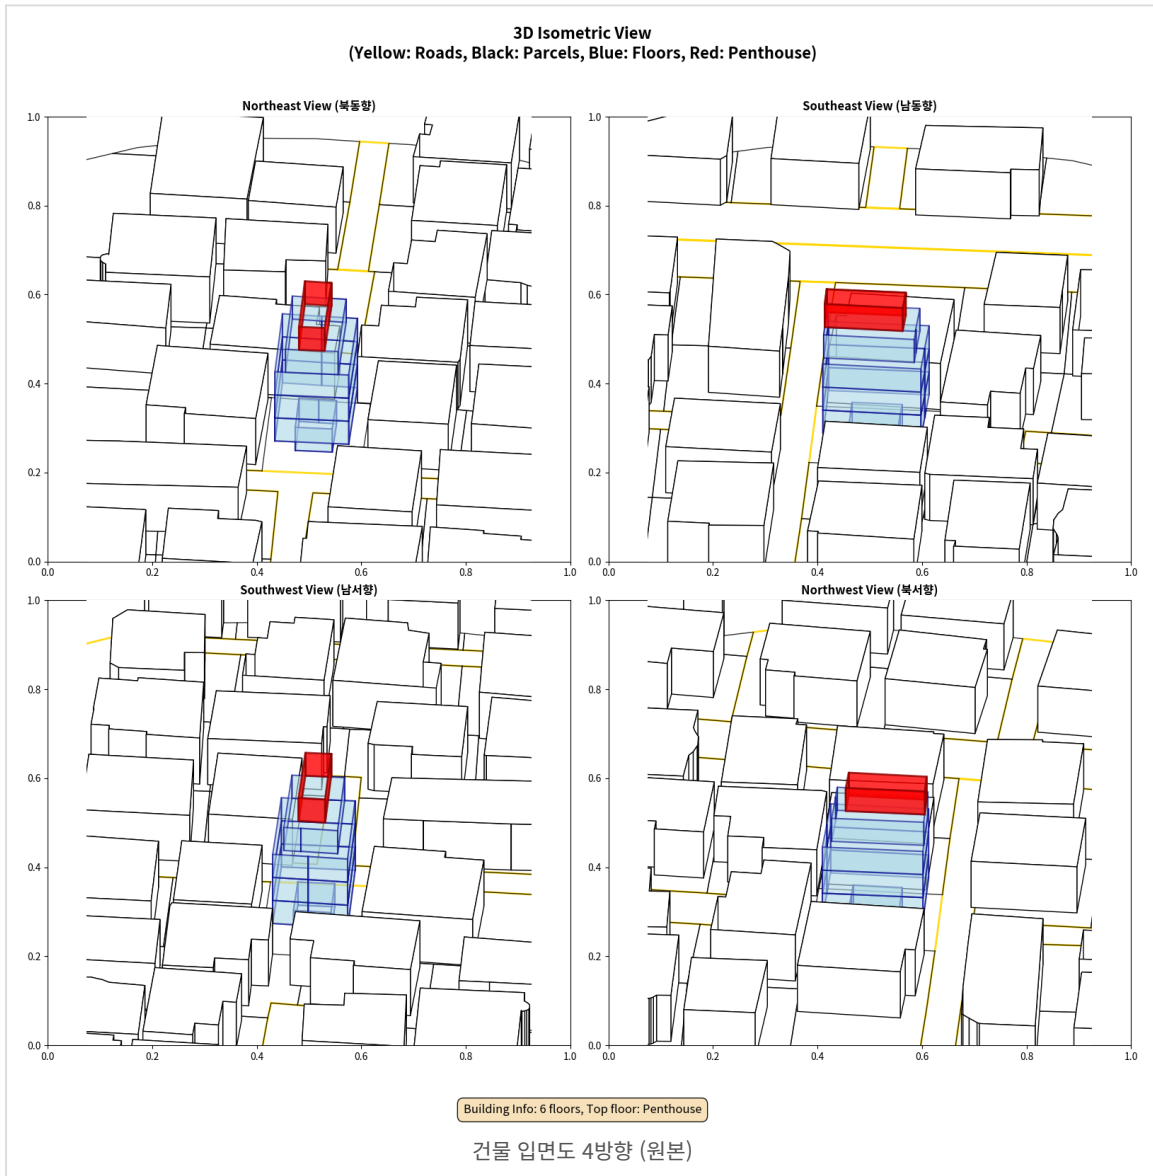 3D Isometric View
(Yellow: Roads, Black: Parcels, Blue: Floors, Red: Penthouse)
Northeast View (북동향)
Southeast View (남동향)
1.0
0.8
0.6
0.4
0.2
0.0
0.0 0.2 0.4 0.6 0.8 1.0
1.0
0.8
0.6
0.4
0.2
0.0
0.0 0.2 0.4 0.6 0.8 1.0
Southwest View (남서향)
Northwest View (북서향)
1.0
0.8
0.6
0.4
0.2
0.0
0.0 0.2 0.4 0.6 0.8 1.0
1.0
0.8
0.6
0.4
0.2
0.0
0.0 0.2 0.4 0.6 0.8 1.0
Building Info: 6 floors, Top floor: Penthouse
건물 입면도 4방향 (원본)